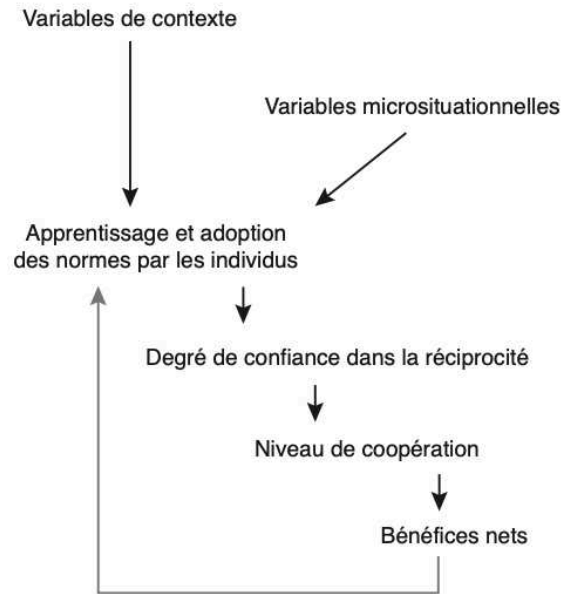 Variables de contexte
Variables microsituationnelles
Apprentissage et adoption
des normes par les individus
Degré de confiance dans la réciprocité
Niveau de coopération
Bénéfices nets